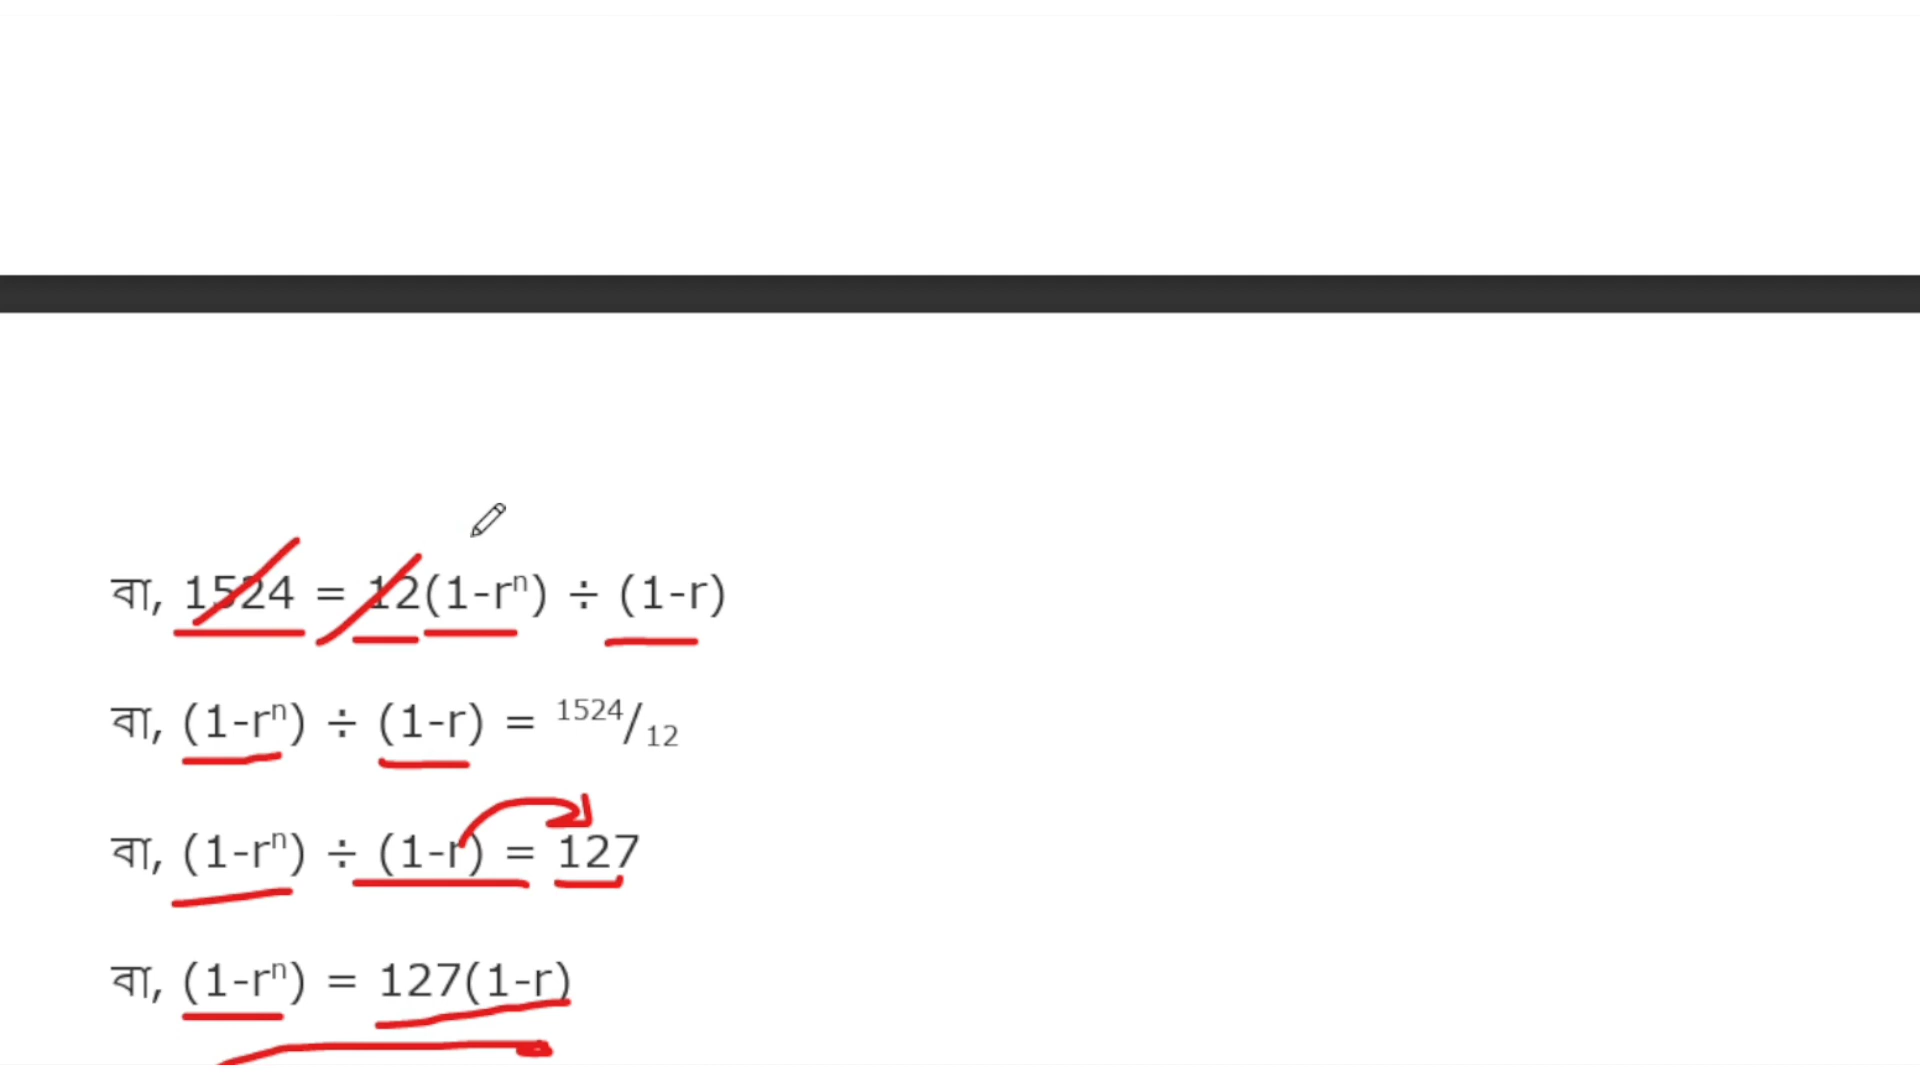 বা, 1524 = 12(1-rⁿ) ÷ (1-r)
বা, (1-rⁿ) ÷ (1-r) = ¹⁵²⁴/₁₂
বা, (1-rⁿ) ÷ (1-r) = 127
বা, (1-rⁿ) = 127(1-r)